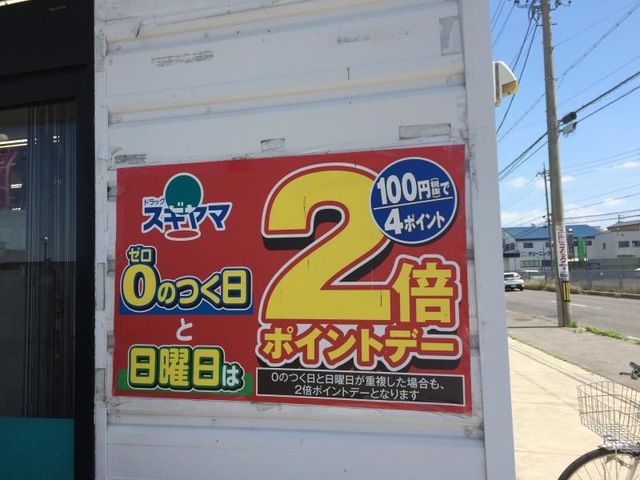 ドラッグ
スギヤマ
ゼロ
0のつく日
と
日曜日は
2倍
ポイントデー
100円(税抜)で
4ポイント
0のつく日と日曜日が重複した場合も、
2倍ポイントデーとなります